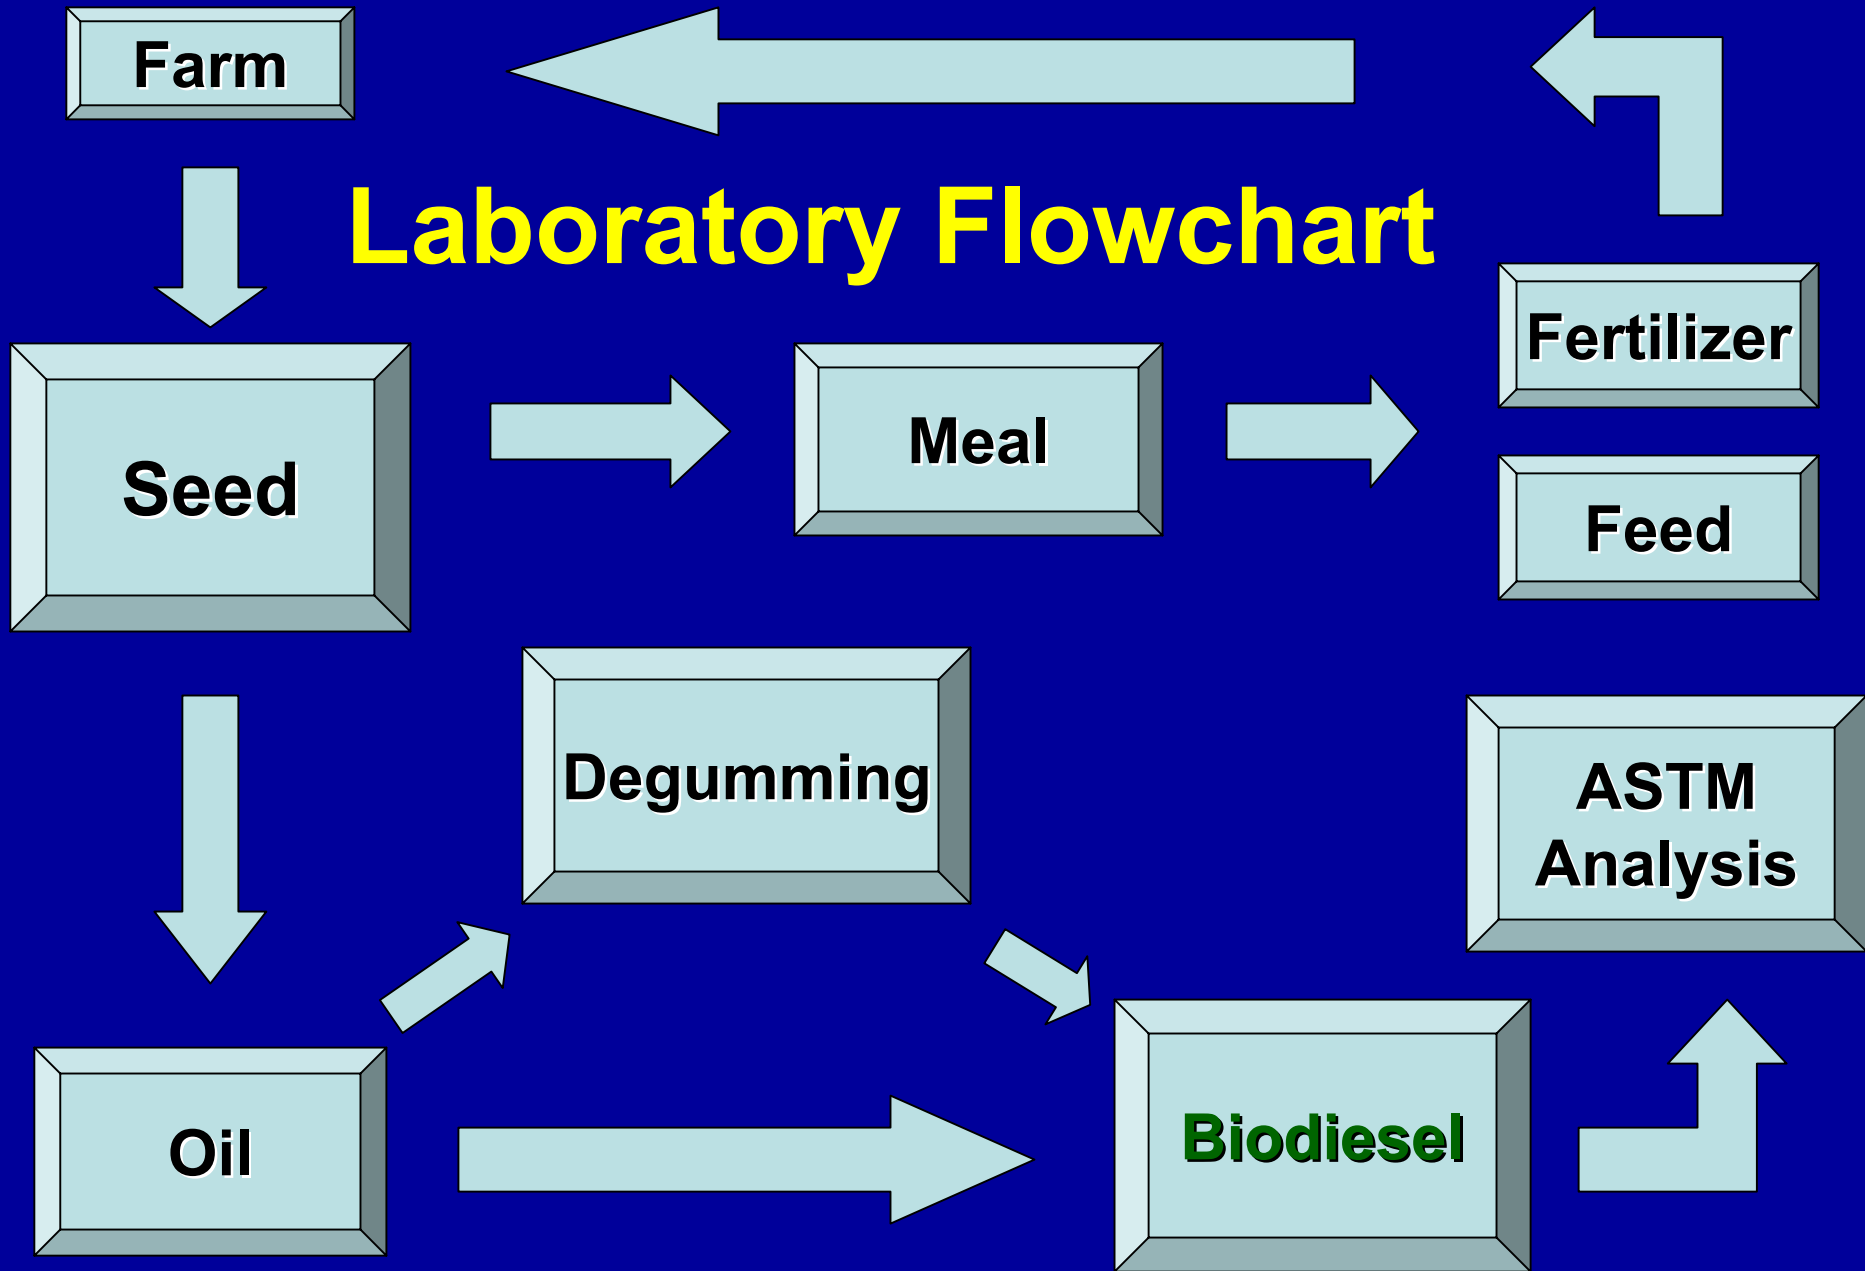 Farm
Laboratory Flowchart
Fertilizer
Seed
Meal
Feed
Degumming
ASTM
Analysis
Oil
Biodiesel